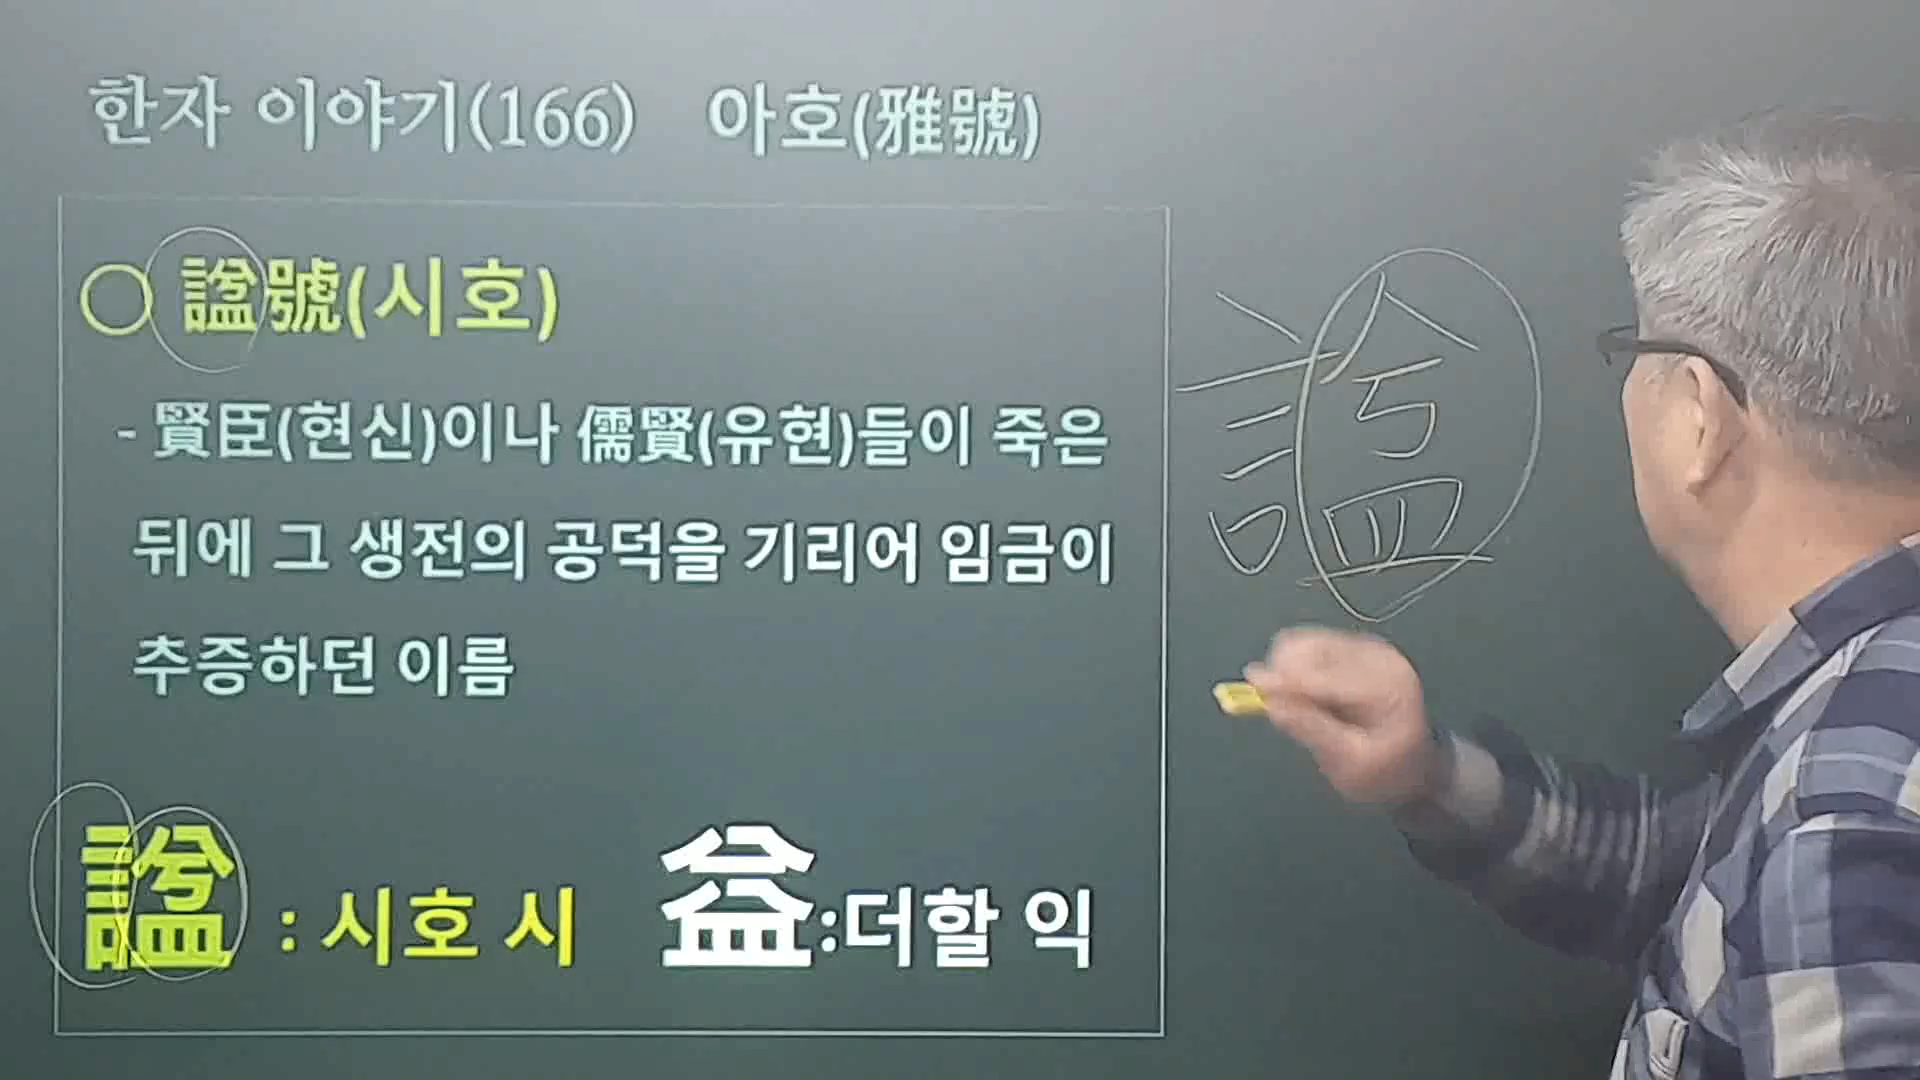 한자 이야기(166) 아호(雅號)
○ 諡號(시호)
- 賢臣(현신)이나 儒賢(유현)들이 죽은
뒤에 그 생전의 공덕을 기리어 임금이
추증하던 이름
諡 : 시호 시 益:더할 익
諡